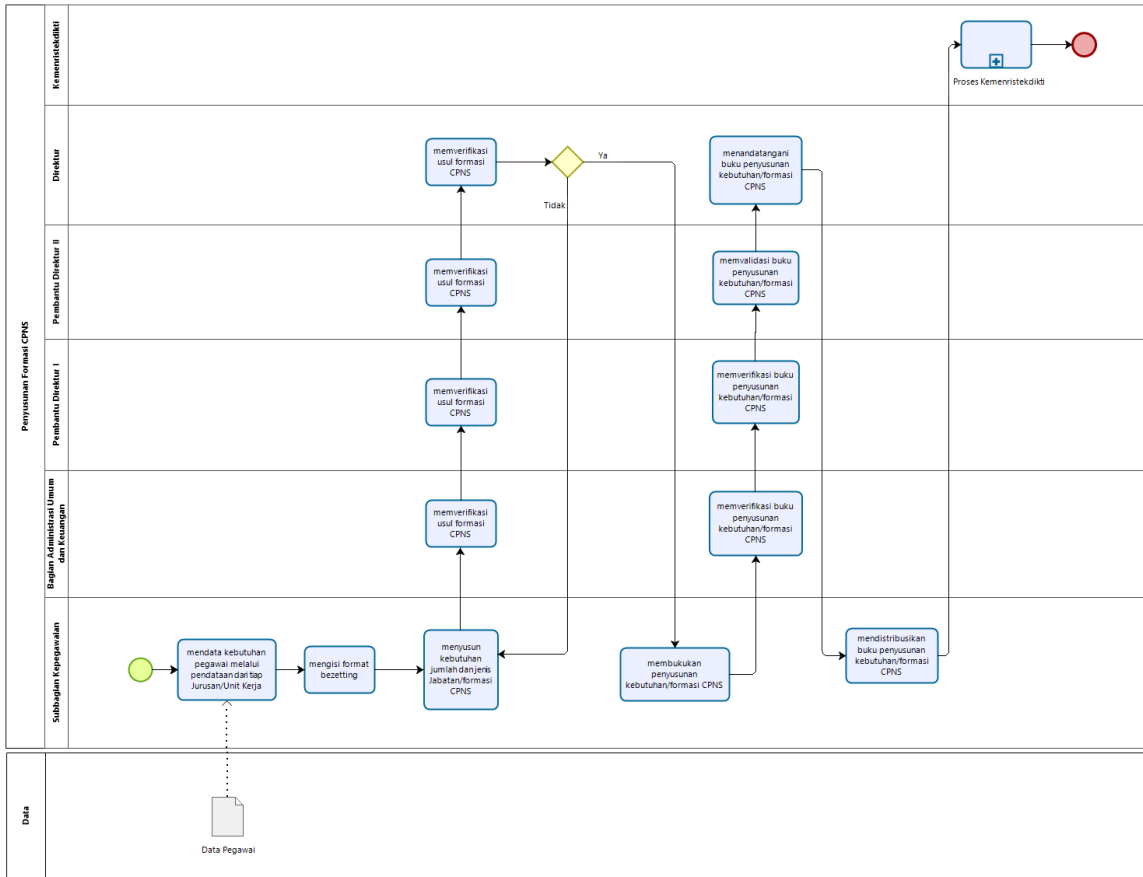 Penyusunan Formasi CPNS
Kemenristekdikti
Proses Kemenristekdikti
Direktur
memverifikasi
usul formasi
CPNS
Ya
Tidak
menandatangani
buku penyusunan
kebutuhan/formasi
CPNS
Pembantu Direktur II
memverifikasi
usul formasi
CPNS
memvalidasi buku
penyusunan
kebutuhan/formasi
CPNS
Pembantu Direktur I
memverifikasi
usul formasi
CPNS
memverifikasi buku
penyusunan
kebutuhan/formasi
CPNS
Bagian Administrasi Umum
dan Keuangan
memverifikasi
usul formasi
CPNS
memverifikasi buku
penyusunan
kebutuhan/formasi
CPNS
Subbagian Kepegawaian
mendata kebutuhan
pegawai melalui
pendataan dari tiap
Jurusan/Unit Kerja
mengisi format
bezetting
menyusun
kebutuhan
jumlah dan jenis
Jabatan/formasi
CPNS
membukukan
penyusunan
kebutuhan/formasi CPNS
mendistribusikan
buku penyusunan
kebutuhan/formasi
CPNS
Data
Data Pegawai